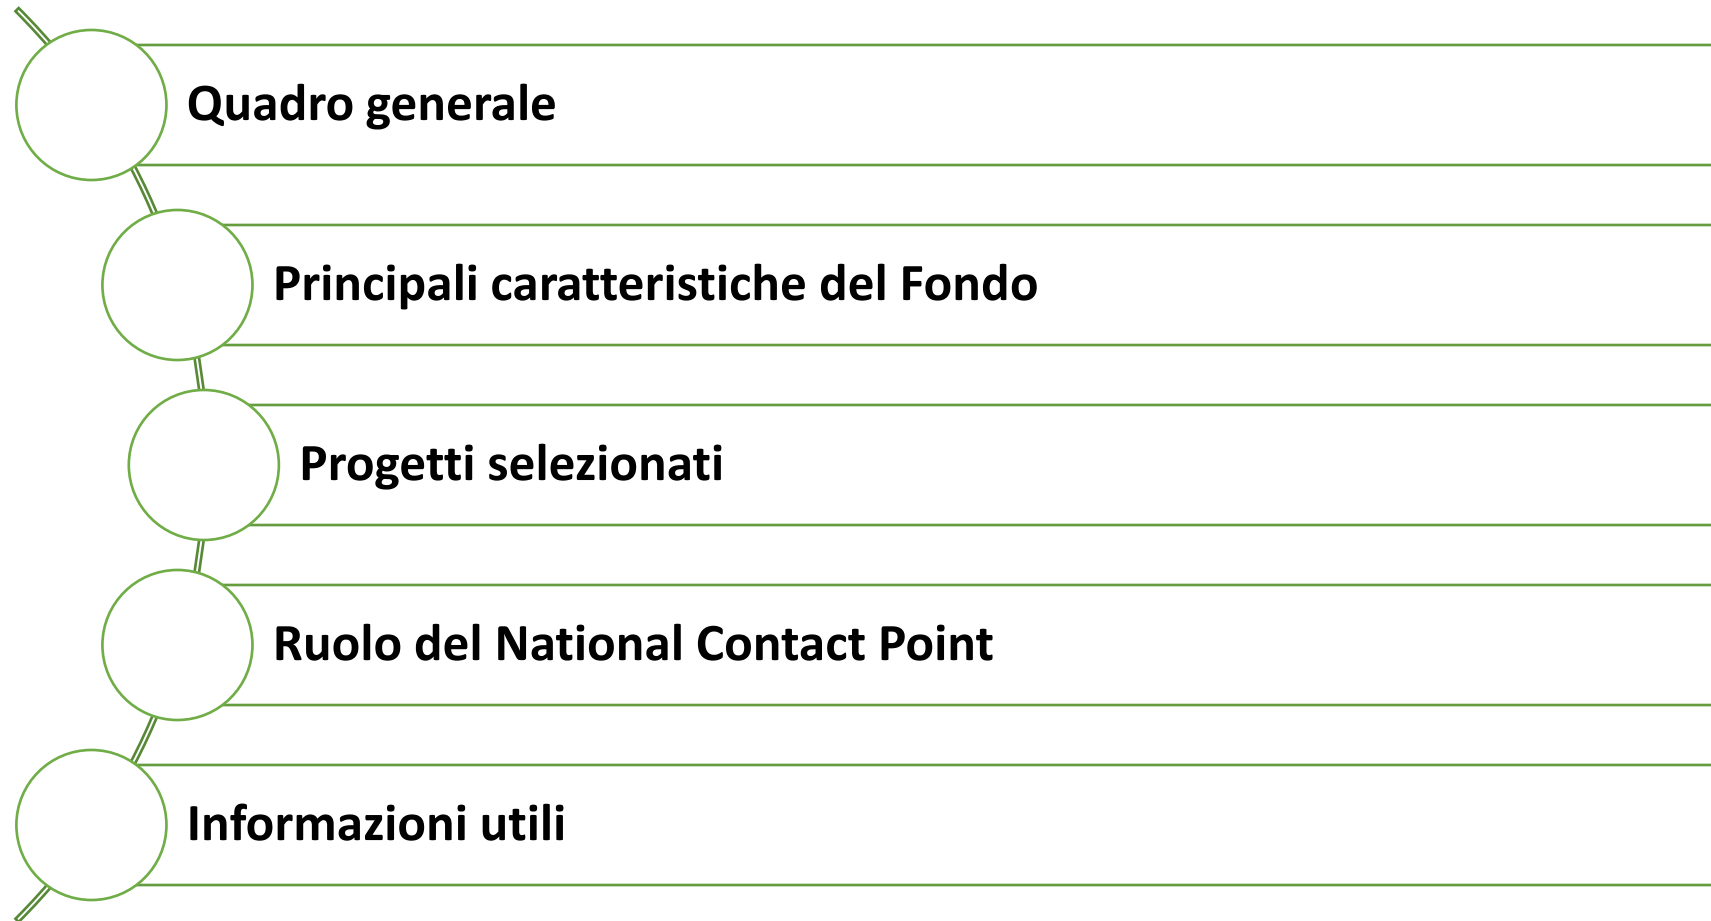 Quadro generale
Principali caratteristiche del Fondo
Progetti selezionati
Ruolo del National Contact Point
Informazioni utili